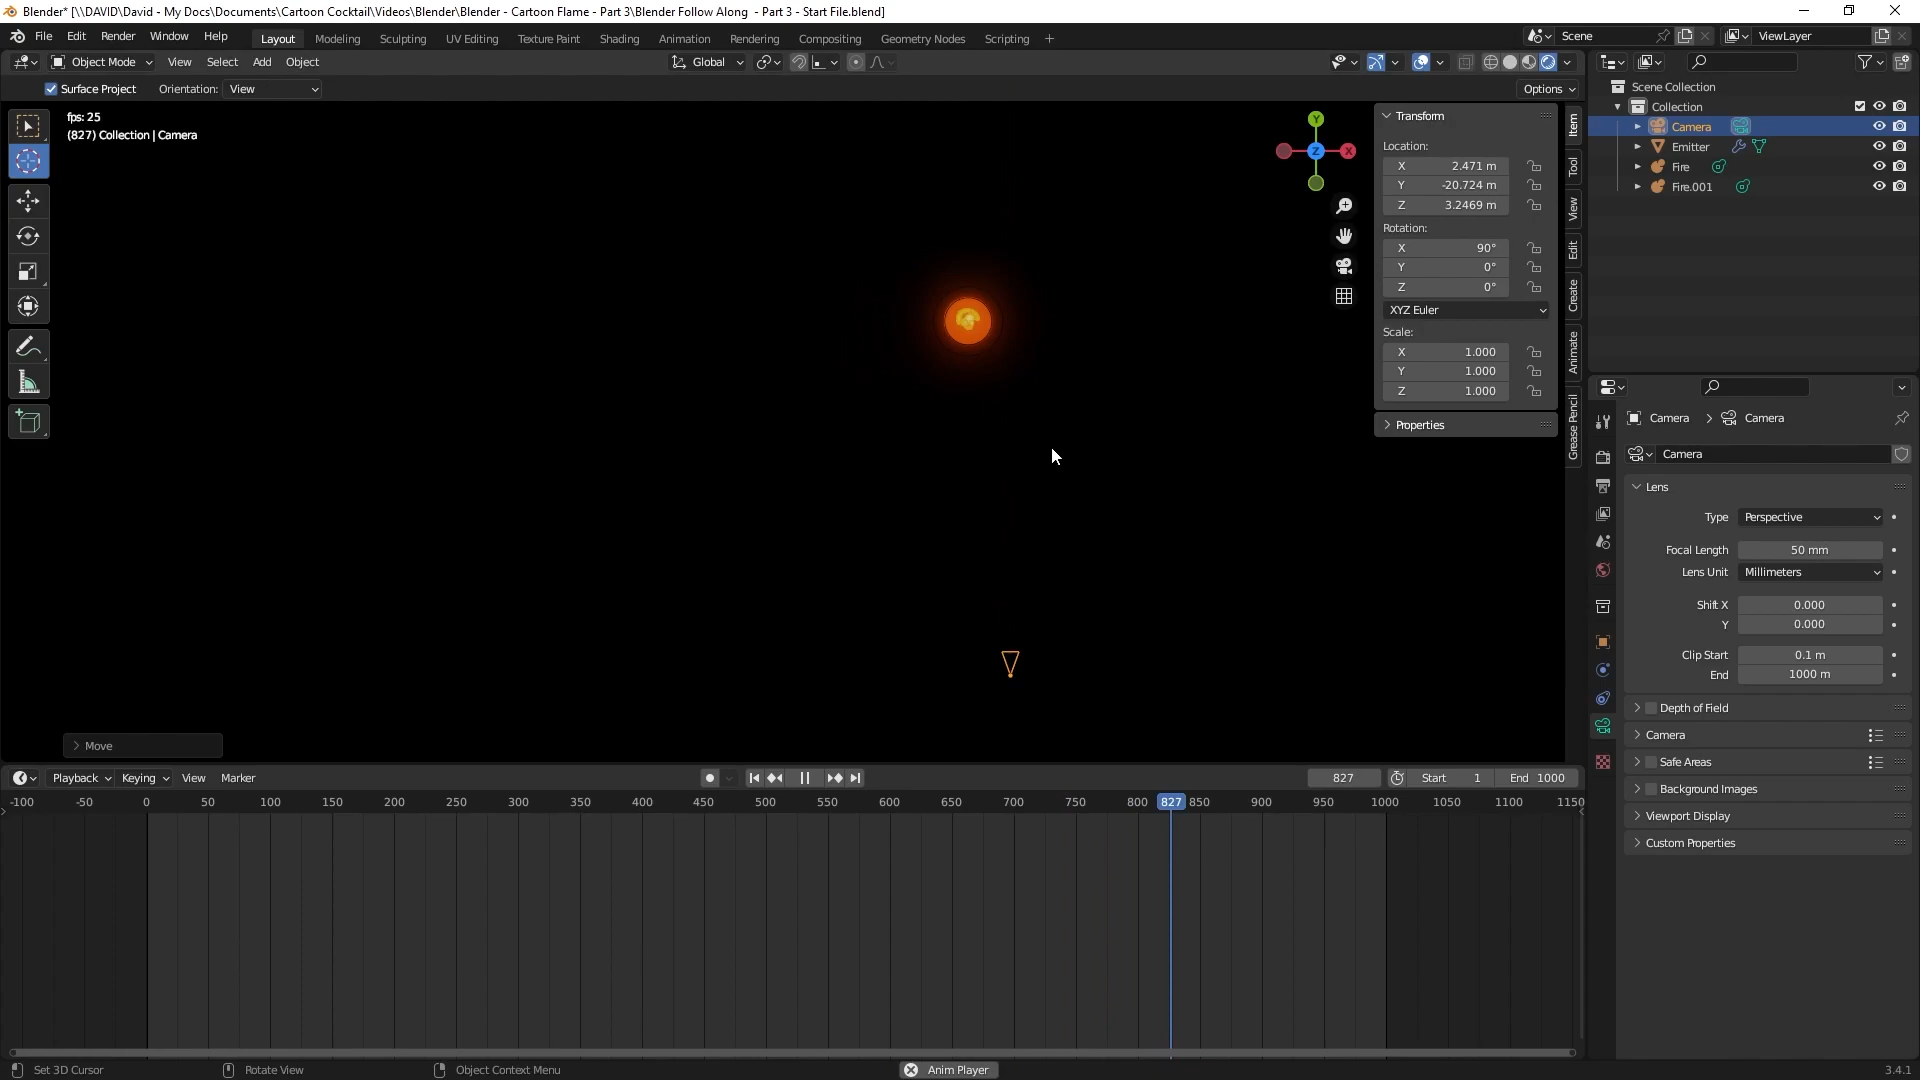 Blender* [\\DAVID\David - My Docs\Documents\Cartoon Cocktail\Videos\Blender\Blender - Cartoon Flame - Part 3\Blender Follow Along  - Part 3 - Start File.blend]
File Edit Render Window Help Layout Modeling Sculpting UV Editing Texture Paint Shading Animation Rendering Compositing Geometry Nodes Scripting + Scene ViewLayer
Object Mode View Select Add Object Global
Surface Project Orientation: View Options
fps: 25
(827) Collection | Camera
Y
X
Z
Transform
Location:
X 2.471 m
Y -20.724 m
Z 3.2469 m
Rotation:
X 90°
Y 0°
Z 0°
XYZ Euler
Scale:
X 1.000
Y 1.000
Z 1.000
Properties
Item
Tool
View
Edit
Create
Animate
Grease Pencil
Scene Collection
Collection
Camera
Emitter
Fire
Fire.001
Camera > Camera
Camera
Lens
Type Perspective
Focal Length 50 mm
Lens Unit Millimeters
Shift X 0.000
Y 0.000
Clip Start 0.1 m
End 1000 m
Depth of Field
Camera
Safe Areas
Background Images
Viewport Display
Custom Properties
Move
Playback Keying View Marker 827 Start 1 End 1000
-100 -50 0 50 100 150 200 250 300 350 400 450 500 550 600 650 700 750 800 827 850 900 950 1000 1050 1100 1150
Set 3D Cursor Rotate View Object Context Menu Anim Player 3.4.1